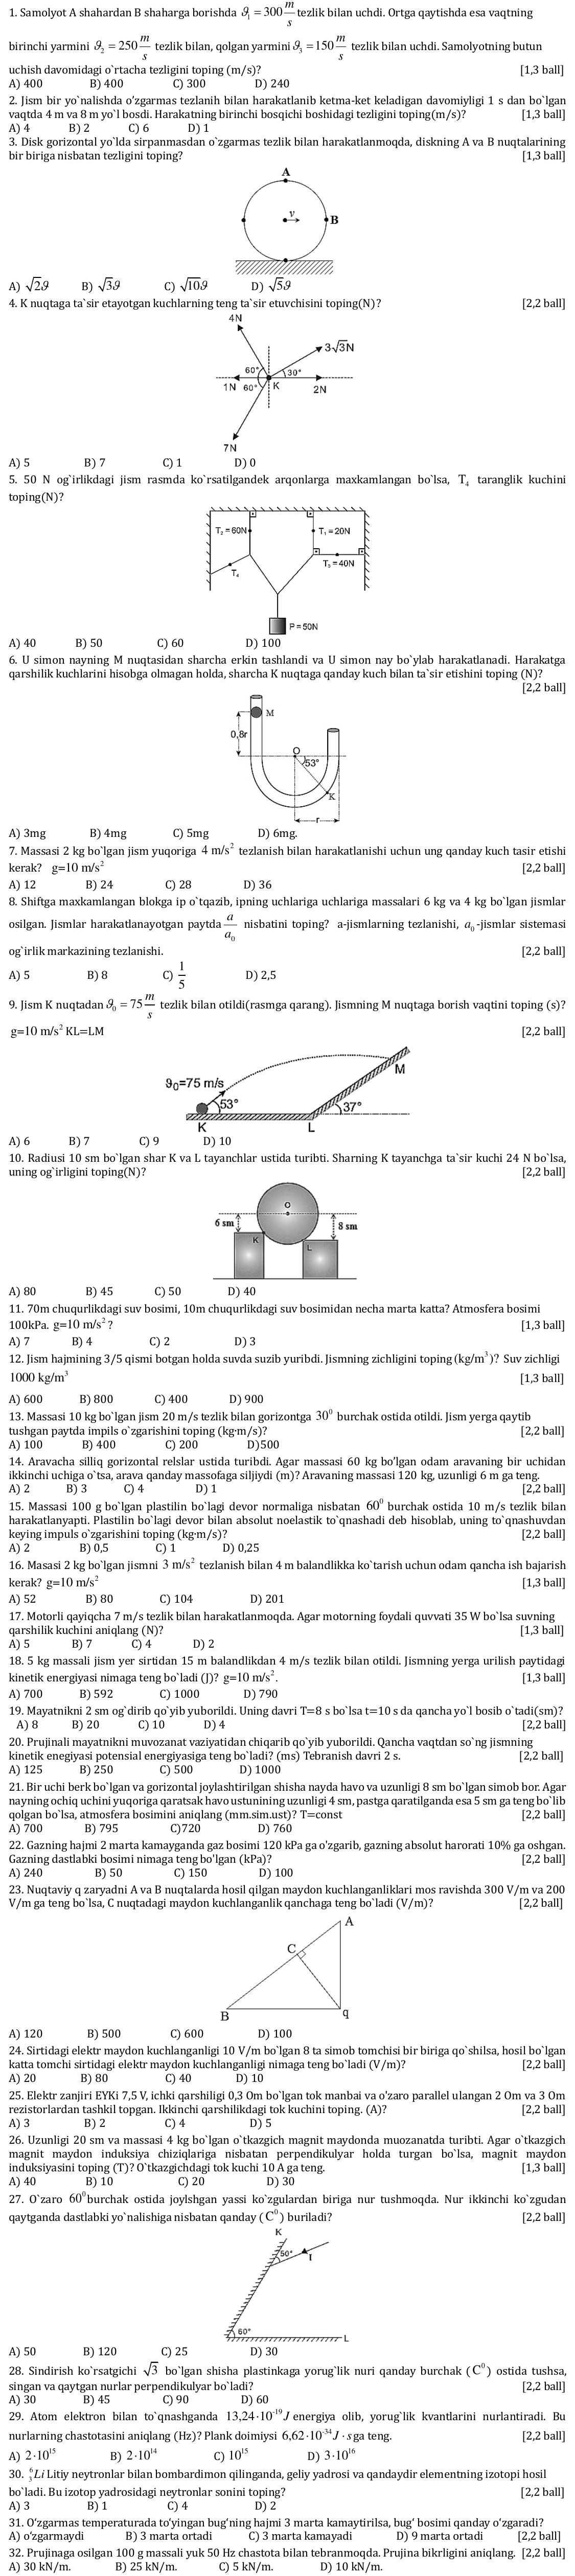 1. Samolyot A shahardan B shaharga borishda 𝜗₁ = 300 m/s tezlik bilan uchdi. Ortga qaytishda esa vaqtning
birinchi yarmini 𝜗₂ = 250 m/s tezlik bilan, qolgan yarmini 𝜗₃ = 150 m/s tezlik bilan uchdi. Samolyotning butun
uchish davomidagi o`rtacha tezligini toping (m/s)? [1,3 ball]
A) 400 B) 400 C) 300 D) 240
2. Jism bir yo`nalishda o'zgarmas tezlanih bilan harakatlanib ketma-ket keladigan davomiyligi 1 s dan bo`lgan
vaqtda 4 m va 8 m yo`l bosdi. Harakatning birinchi bosqichi boshidagi tezligini toping(m/s)? [1,3 ball]
A) 4 B) 2 C) 6 D) 1
3. Disk gorizontal yo`lda sirpanmasdan o`zgarmas tezlik bilan harakatlanmoqda, diskning A va B nuqtalarining
bir biriga nisbatan tezligini toping? [1,3 ball]
A
v
B
A) √2𝜗 B) √3𝜗 C) √10𝜗 D) √5𝜗
4. K nuqtaga ta`sir etayotgan kuchlarning teng ta`sir etuvchisini toping(N)? [2,2 ball]
4N
3√3N
60° 30°
1N 60° K 2N
7N
A) 5 B) 7 C) 1 D) 0
5. 50 N og`irlikdagi jism rasmda ko`rsatilgandek arqonlarga maxkamlangan bo`lsa, T₄ taranglik kuchini
toping(N)?
T₂ = 60N T₁ = 20N
T₃ = 40N
T₄
P = 50N
A) 40 B) 50 C) 60 D) 100
6. U simon nayning M nuqtasidan sharcha erkin tashlandi va U simon nay bo`ylab harakatlanadi. Harakatga
qarshilik kuchlarini hisobga olmagan holda, sharcha K nuqtaga qanday kuch bilan ta`sir etishini toping (N)?
[2,2 ball]
M
0,8r
O
53°
K
r
A) 3mg B) 4mg C) 5mg D) 6mg.
7. Massasi 2 kg bo`lgan jism yuqoriga 4 m/s² tezlanish bilan harakatlanishi uchun ung qanday kuch tasir etishi
kerak? g=10 m/s² [2,2 ball]
A) 12 B) 24 C) 28 D) 36
8. Shiftga maxkamlangan blokga ip o`tqazib, ipning uchlariga uchlariga massalari 6 kg va 4 kg bo`lgan jismlar
osilgan. Jismlar harakatlanayotgan paytda a/a₀ nisbatini toping? a-jismlarning tezlanishi, a₀-jismlar sistemasi
og`irlik markazining tezlanishi. [2,2 ball]
A) 5 B) 8 C) 1/5 D) 2,5
9. Jism K nuqtadan 𝜗₀ = 75 m/s tezlik bilan otildi(rasmga qarang). Jismning M nuqtaga borish vaqtini toping (s)?
g=10 m/s² KL=LM [2,2 ball]
𝜗₀=75 m/s
M
53° 37°
K L
A) 6 B) 7 C) 9 D) 10
10. Radiusi 10 sm bo`lgan shar K va L tayanchlar ustida turibti. Sharning K tayanchga ta`sir kuchi 24 N bo`lsa,
uning og`irligini toping(N)? [2,2 ball]
O
6 sm 8 sm
K L
A) 80 B) 45 C) 50 D) 40
11. 70m chuqurlikdagi suv bosimi, 10m chuqurlikdagi suv bosimidan necha marta katta? Atmosfera bosimi
100kPa. g=10 m/s² ? [1,3 ball]
A) 7 B) 4 C) 2 D) 3
12. Jism hajmining 3/5 qismi botgan holda suvda suzib yuribdi. Jismning zichligini toping (kg/m³)? Suv zichligi
1000 kg/m³ [1,3 ball]
A) 600 B) 800 C) 400 D) 900
13. Massasi 10 kg bo`lgan jism 20 m/s tezlik bilan gorizontga 30⁰ burchak ostida otildi. Jism yerga qaytib
tushgan paytda impils o`zgarishini toping (kg·m/s)? [2,2 ball]
A) 100 B) 400 C) 200 D)500
14. Aravacha silliq gorizontal relslar ustida turibdi. Agar massasi 60 kg bo'lgan odam aravaning bir uchidan
ikkinchi uchiga o`tsa, arava qanday massofaga siljiydi (m)? Aravaning massasi 120 kg, uzunligi 6 m ga teng.
A) 2 B) 3 C) 4 D) 1 [2,2 ball]
15. Massasi 100 g bo`lgan plastilin bo`lagi devor normaliga nisbatan 60⁰ burchak ostida 10 m/s tezlik bilan
harakatlanyapti. Plastilin bo`lagi devor bilan absolut noelastik to`qnashadi deb hisoblab, uning to`qnashuvdan
keying impuls o`zgarishini toping (kg·m/s)? [2,2 ball]
A) 2 B) 0,5 C) 1 D) 0,25
16. Masasi 2 kg bo`lgan jismni 3 m/s² tezlanish bilan 4 m balandlikka ko`tarish uchun odam qancha ish bajarish
kerak? g=10 m/s² [1,3 ball]
A) 52 B) 80 C) 104 D) 201
17. Motorli qayiqcha 7 m/s tezlik bilan harakatlanmoqda. Agar motorning foydali quvvati 35 W bo`lsa suvning
qarshilik kuchini aniqlang (N)? [1,3 ball]
A) 5 B) 7 C) 4 D) 2
18. 5 kg massali jism yer sirtidan 15 m balandlikdan 4 m/s tezlik bilan otildi. Jismning yerga urilish paytidagi
kinetik energiyasi nimaga teng bo`ladi (J)? g=10 m/s². [1,3 ball]
A) 700 B) 592 C) 1000 D) 790
19. Mayatnikni 2 sm og`dirib qo`yib yuborildi. Uning davri T=8 s bo`lsa t=10 s da qancha yo`l bosib o`tadi(sm)?
A) 8 B) 20 C) 10 D) 4 [2,2 ball]
20. Prujinali mayatnikni muvozanat vaziyatidan chiqarib qo`yib yuborildi. Qancha vaqtdan so`ng jismning
kinetik enegiyasi potensial energiyasiga teng bo`ladi? (ms) Tebranish davri 2 s. [2,2 ball]
A) 125 B) 250 C) 500 D) 1000
21. Bir uchi berk bo`lgan va gorizontal joylashtirilgan shisha nayda havo va uzunligi 8 sm bo`lgan simob bor. Agar
nayning ochiq uchini yuqoriga qaratsak havo ustunining uzunligi 4 sm, pastga qaratilganda esa 5 sm ga teng bo`lib
qolgan bo`lsa, atmosfera bosimini aniqlang (mm.sim.ust)? T=const [2,2 ball]
A) 700 B) 795 C)720 D) 760
22. Gazning hajmi 2 marta kamayganda gaz bosimi 120 kPa ga o'zgarib, gazning absolut harorati 10% ga oshgan.
Gazning dastlabki bosimi nimaga teng bo'lgan (kPa)? [2,2 ball]
A) 240 B) 50 C) 150 D) 100
23. Nuqtaviy q zaryadni A va B nuqtalarda hosil qilgan maydon kuchlanganliklari mos ravishda 300 V/m va 200
V/m ga teng bo`lsa, C nuqtadagi maydon kuchlanganlik qanchaga teng bo`ladi (V/m)? [2,2 ball]
A
C
B q
A) 120 B) 500 C) 600 D) 100
24. Sirtidagi elektr maydon kuchlanganligi 10 V/m bo`lgan 8 ta simob tomchisi bir biriga qo`shilsa, hosil bo`lgan
katta tomchi sirtidagi elektr maydon kuchlanganligi nimaga teng bo`ladi (V/m)? [2,2 ball]
A) 20 B) 80 C) 40 D) 10
25. Elektr zanjiri EYKi 7,5 V, ichki qarshiligi 0,3 Om bo`lgan tok manbai va o'zaro parallel ulangan 2 Om va 3 Om
rezistorlardan tashkil topgan. Ikkinchi qarshilikdagi tok kuchini toping. (A)? [2,2 ball]
A) 3 B) 2 C) 4 D) 5
26. Uzunligi 20 sm va massasi 4 kg bo`lgan o`tkazgich magnit maydonda muozanatda turibti. Agar o`tkazgich
magnit maydon induksiya chiziqlariga nisbatan perpendikulyar holda turgan bo`lsa, magnit maydon
induksiyasini toping (T)? O`tkazgichdagi tok kuchi 10 A ga teng. [1,3 ball]
A) 40 B) 10 C) 20 D) 30
27. O`zaro 60⁰ burchak ostida joylshgan yassi ko`zgulardan biriga nur tushmoqda. Nur ikkinchi ko`zgudan
qaytganda dastlabki yo`nalishiga nisbatan qanday (C⁰) buriladi? [2,2 ball]
K
50° I
60° L
A) 50 B) 120 C) 25 D) 30
28. Sindirish ko`rsatgichi √3 bo`lgan shisha plastinkaga yorug`lik nuri qanday burchak (C⁰) ostida tushsa,
singan va qaytgan nurlar perpendikulyar bo`ladi? [2,2 ball]
A) 30 B) 45 C) 90 D) 60
29. Atom elektron bilan to`qnashganda 13,24·10⁻¹⁹J energiya olib, yorug`lik kvantlarini nurlantiradi. Bu
nurlarning chastotasini aniqlang (Hz)? Plank doimiysi 6,62·10⁻³⁴J·s ga teng. [2,2 ball]
A) 2·10¹⁵ B) 2·10¹⁴ C) 10¹⁵ D) 3·10¹⁶
30. ⁶₃Li Litiy neytronlar bilan bombardimon qilinganda, geliy yadrosi va qandaydir elementning izotopi hosil
bo`ladi. Bu izotop yadrosidagi neytronlar sonini toping? [2,2 ball]
A) 3 B) 1 C) 4 D) 2
31. O'zgarmas temperaturada to'yingan bug'ning hajmi 3 marta kamaytirilsa, bug' bosimi qanday o'zgaradi?
A) o'zgarmaydi B) 3 marta ortadi C) 3 marta kamayadi D) 9 marta ortadi [2,2 ball]
32. Prujinaga osilgan 100 g massali yuk 50 Hz chastota bilan tebranmoqda. Prujina bikrligini aniqlang. [2,2 ball]
A) 30 kN/m. B) 25 kN/m. C) 5 kN/m. D) 10 kN/m.